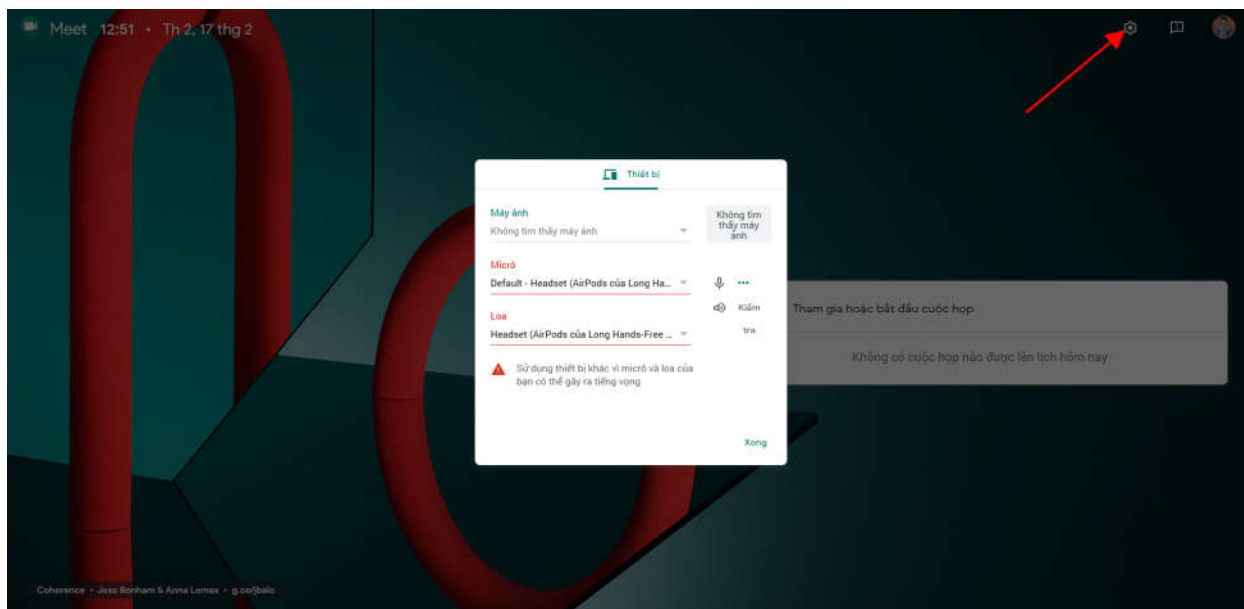 Meet 12:51 • Th 2, 17 thg 2
Thiết bị
Máy ảnh
Không tìm thấy máy ảnh
Không tìm
thấy máy
ảnh
Micrô
Default - Headset (AirPods của Long Ha...
Loa
Kiểm
tra
Headset (AirPods của Long Hands-Free ...
Sử dụng thiết bị khác vì micrô và loa của
bạn có thể gây ra tiếng vọng
Xong
Tham gia hoặc bắt đầu cuộc họp
Không có cuộc họp nào được lên lịch hôm nay
Coherence • Jess Bonham & Anna Lomax • g.co/jbalc